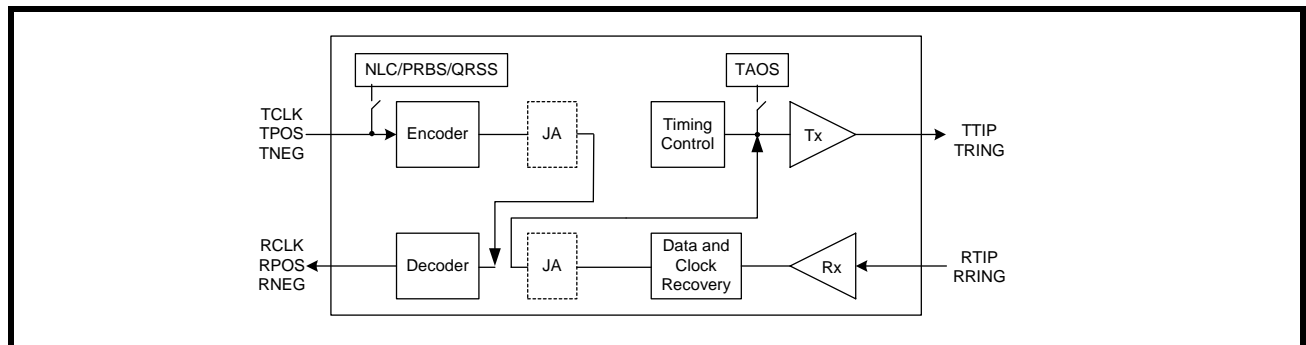 NLC/PRBS/QRSS
TAOS
TCLK
TPOS
TNEG
Encoder
JA
Timing
Control
Tx
TTIP
TRING
RCLK
RPOS
RNEG
Decoder
JA
Data and
Clock
Recovery
Rx
RTIP
RRING